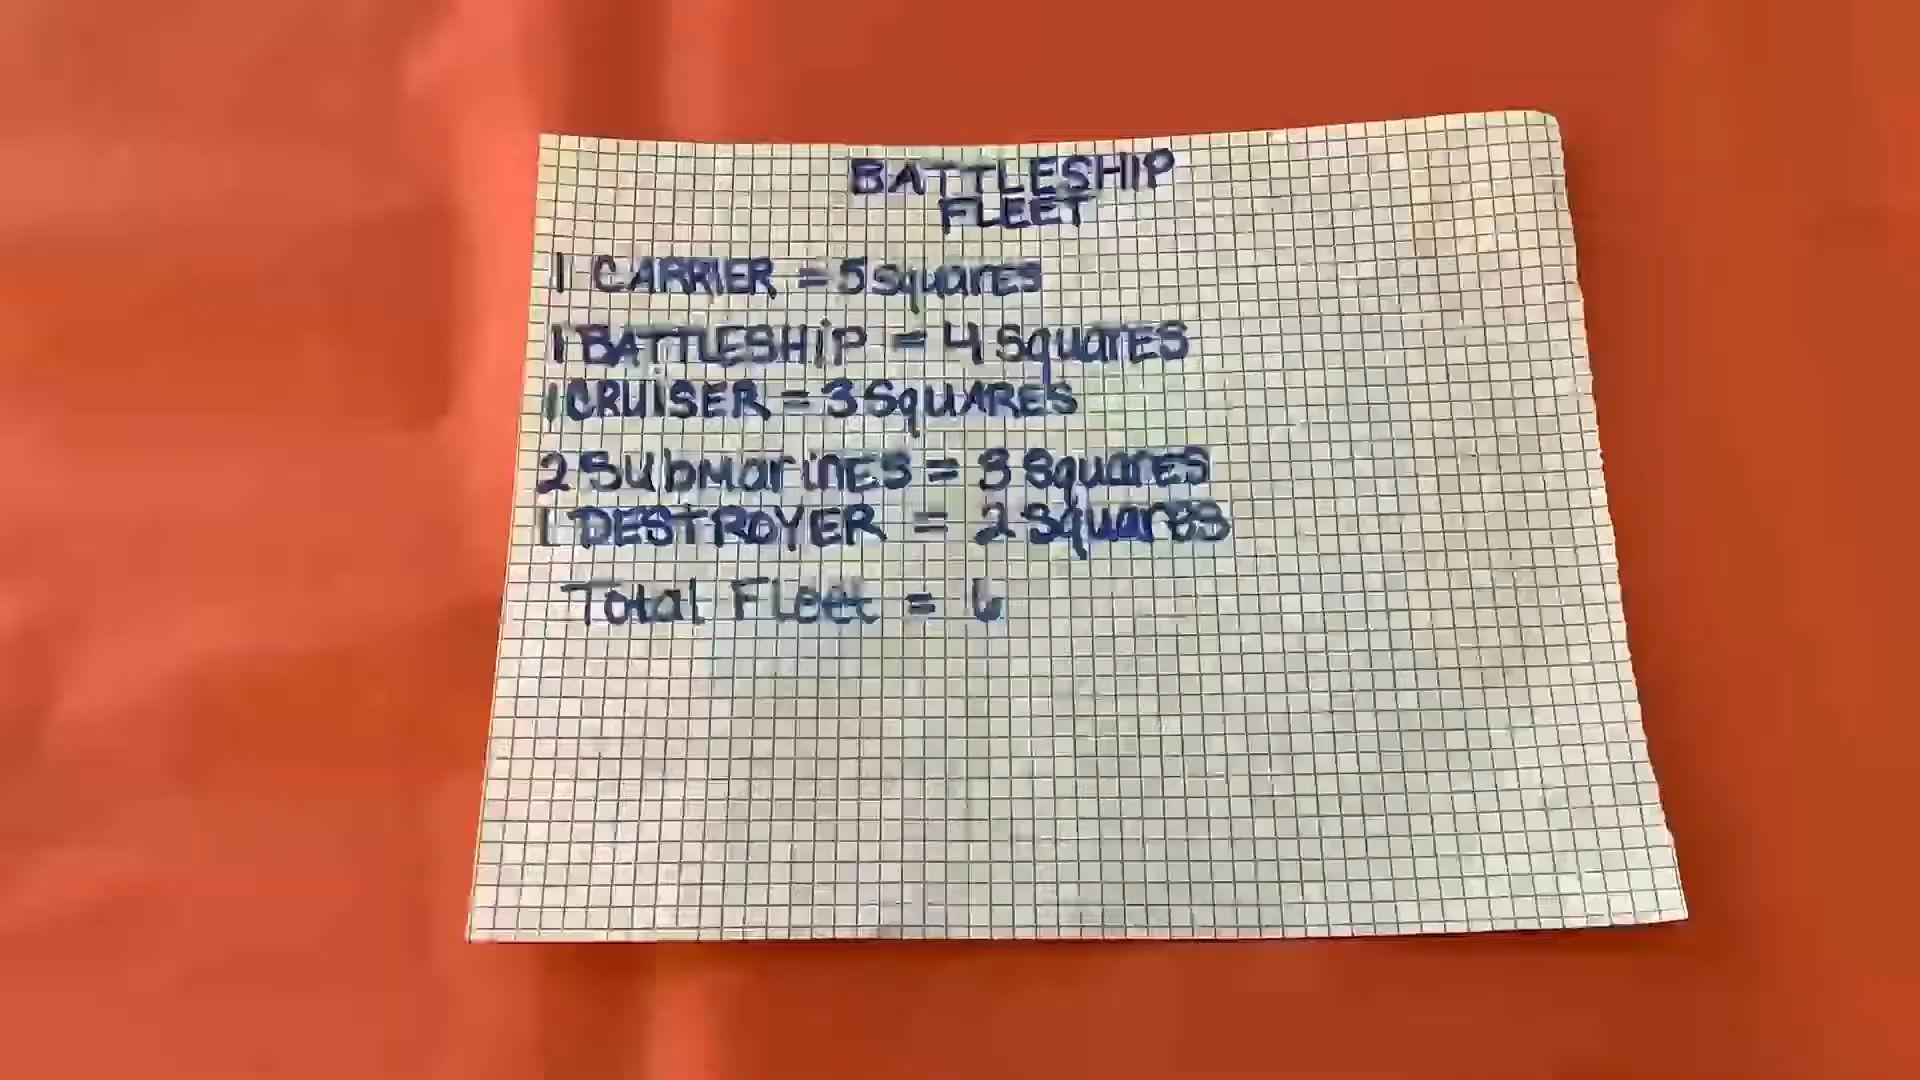 BATTLESHIP
FLEET
1 CARRIER = 5 squares
1 BATTLESHiP = 4 squarES
1 CRUiSER = 3 SqUARES
2 SubmarinES = 3 squarES
1 DESTROYER = 2 squares
Total Fleet = 6